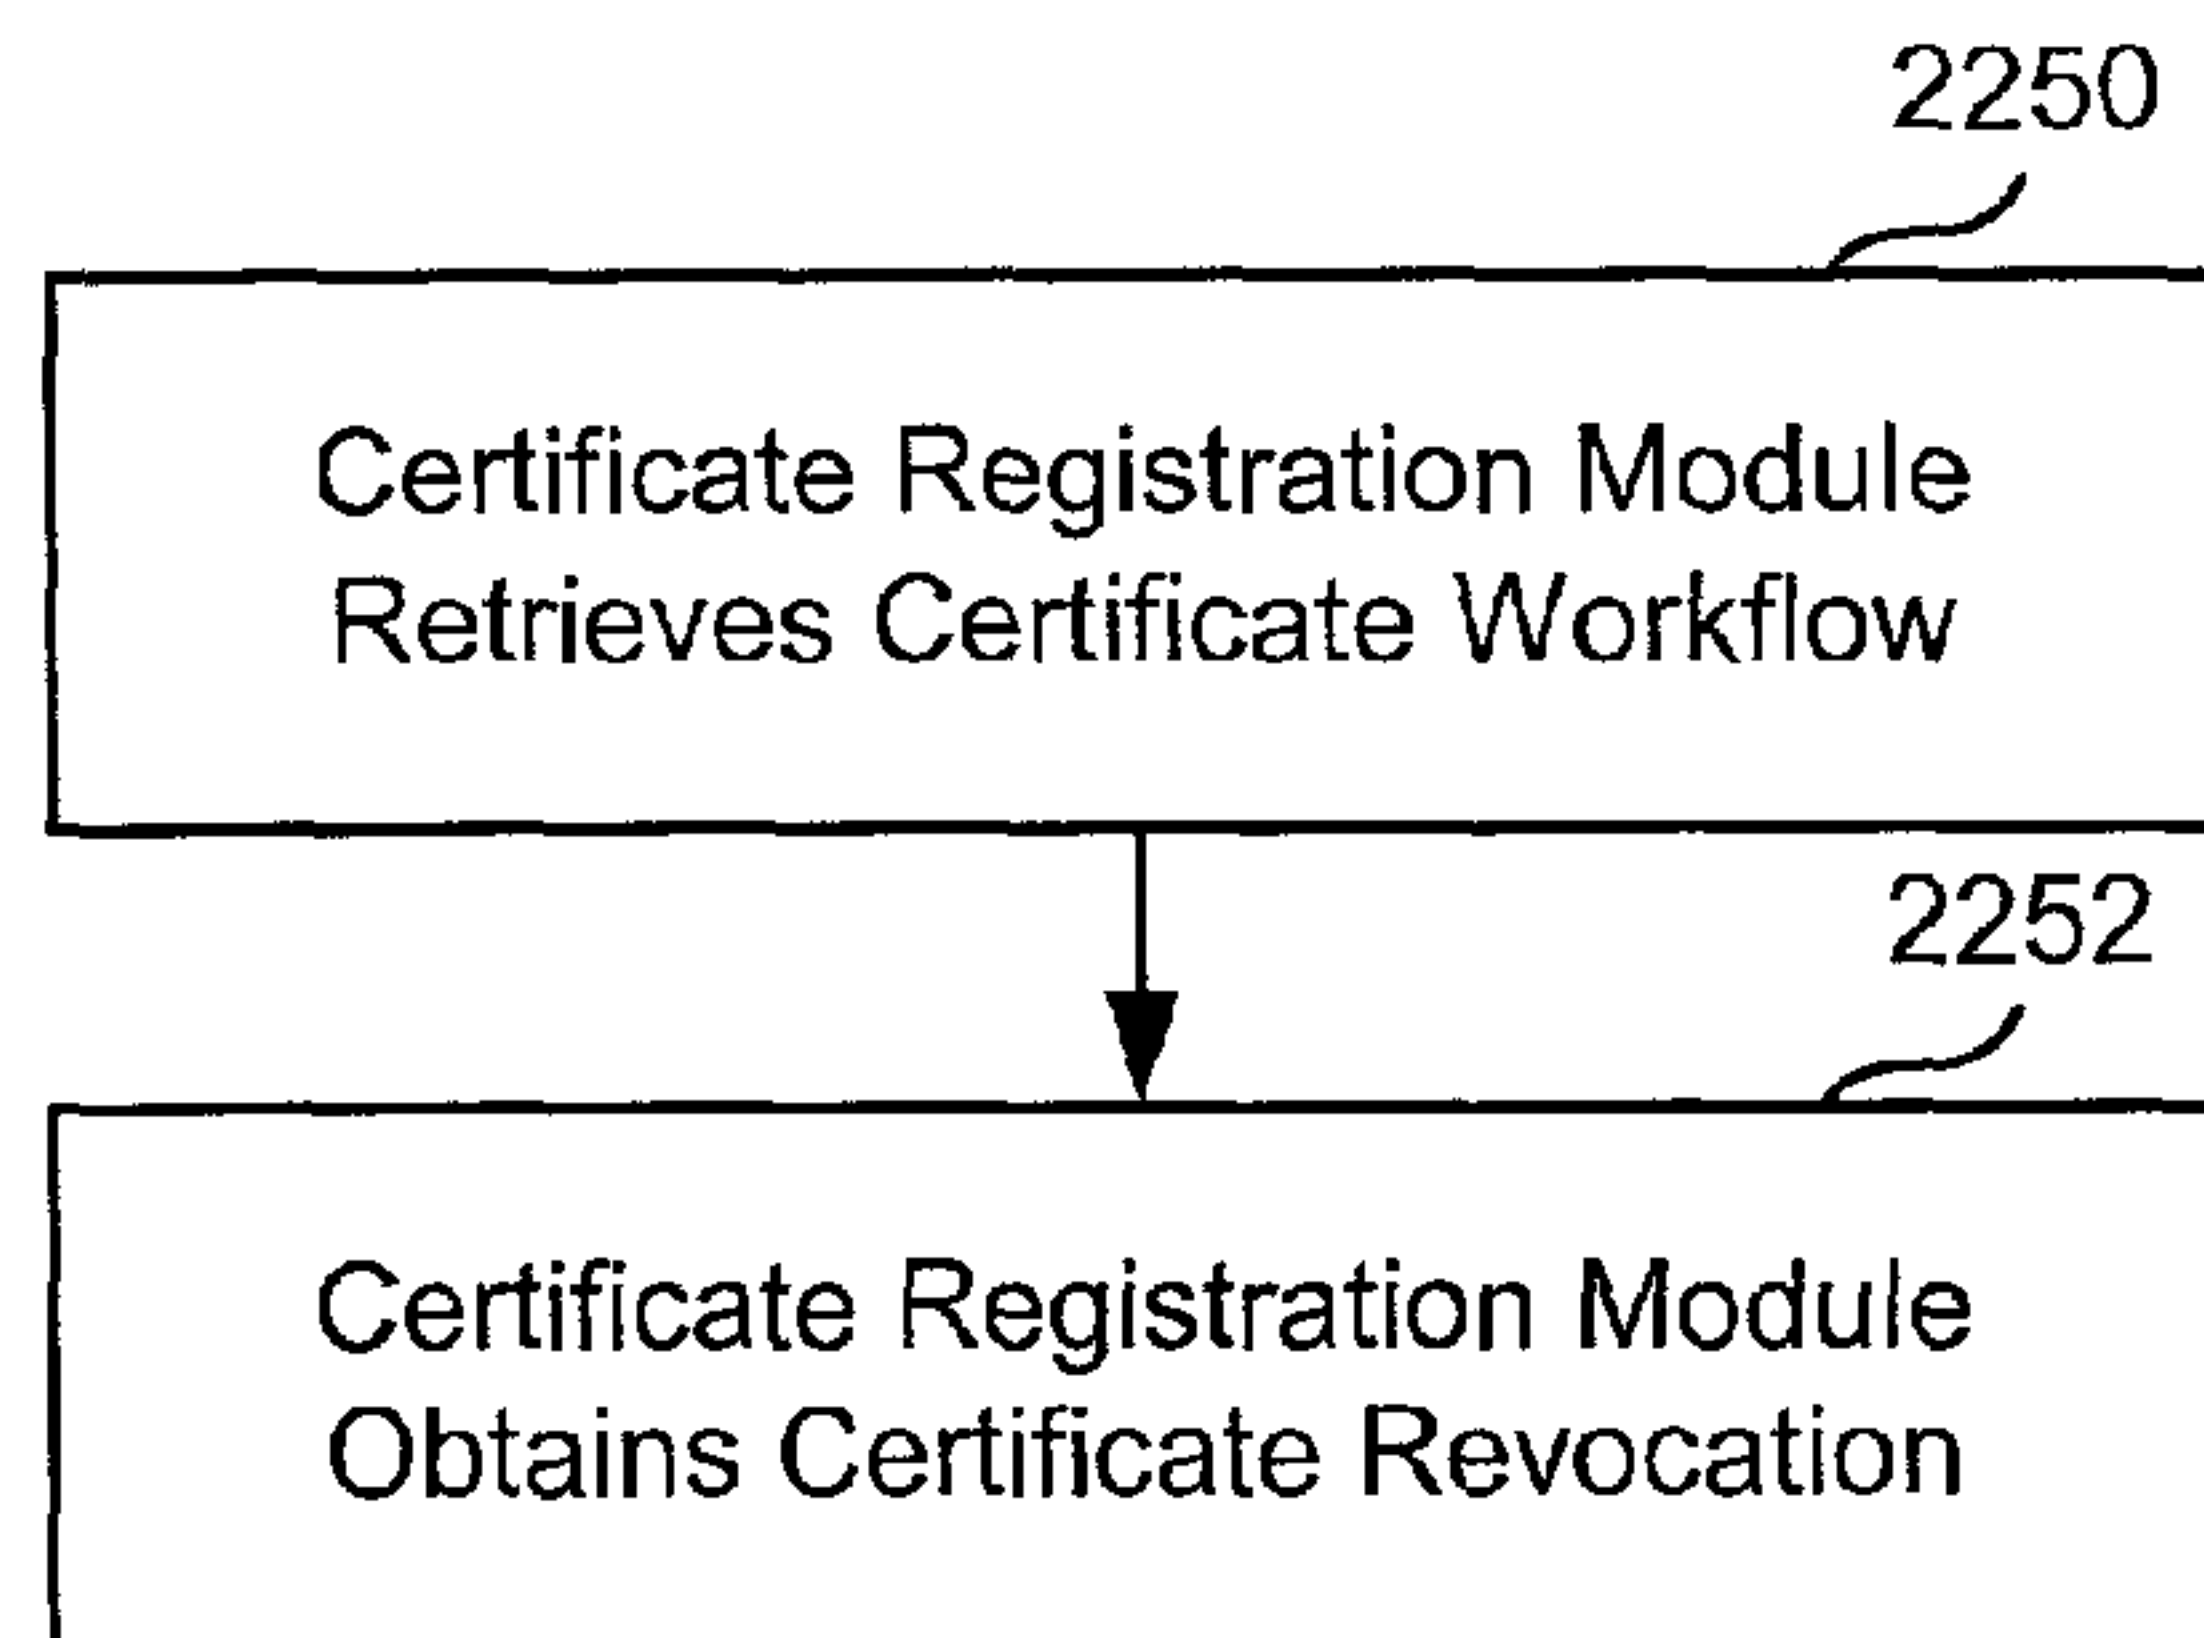 2250
Certificate Registration Module
Retrieves Certificate Workflow
2252
Certificate Registration Module
Obtains Certificate Revocation